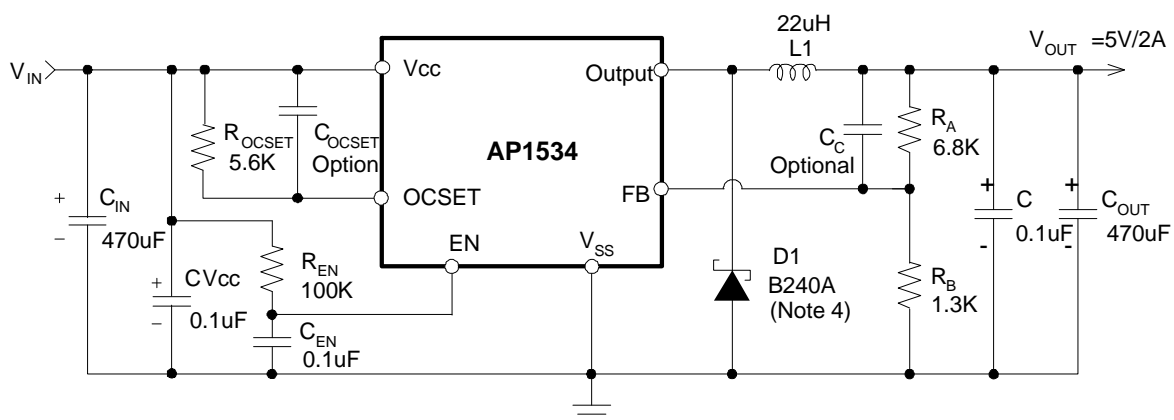 22uH
L1
V_OUT =5V/2A
V_IN
Vcc
Output
R_OCSET
5.6K
C_OCSET
Option
AP1534
C_C
Optional
R_A
6.8K
OCSET
FB
+
C_IN
470uF
−
EN
V_SS
+
C
0.1uF
-
+
C_OUT
470uF
-
R_EN
100K
D1
B240A
(Note 4)
R_B
1.3K
+
CVcc
0.1uF
−
C_EN
0.1uF